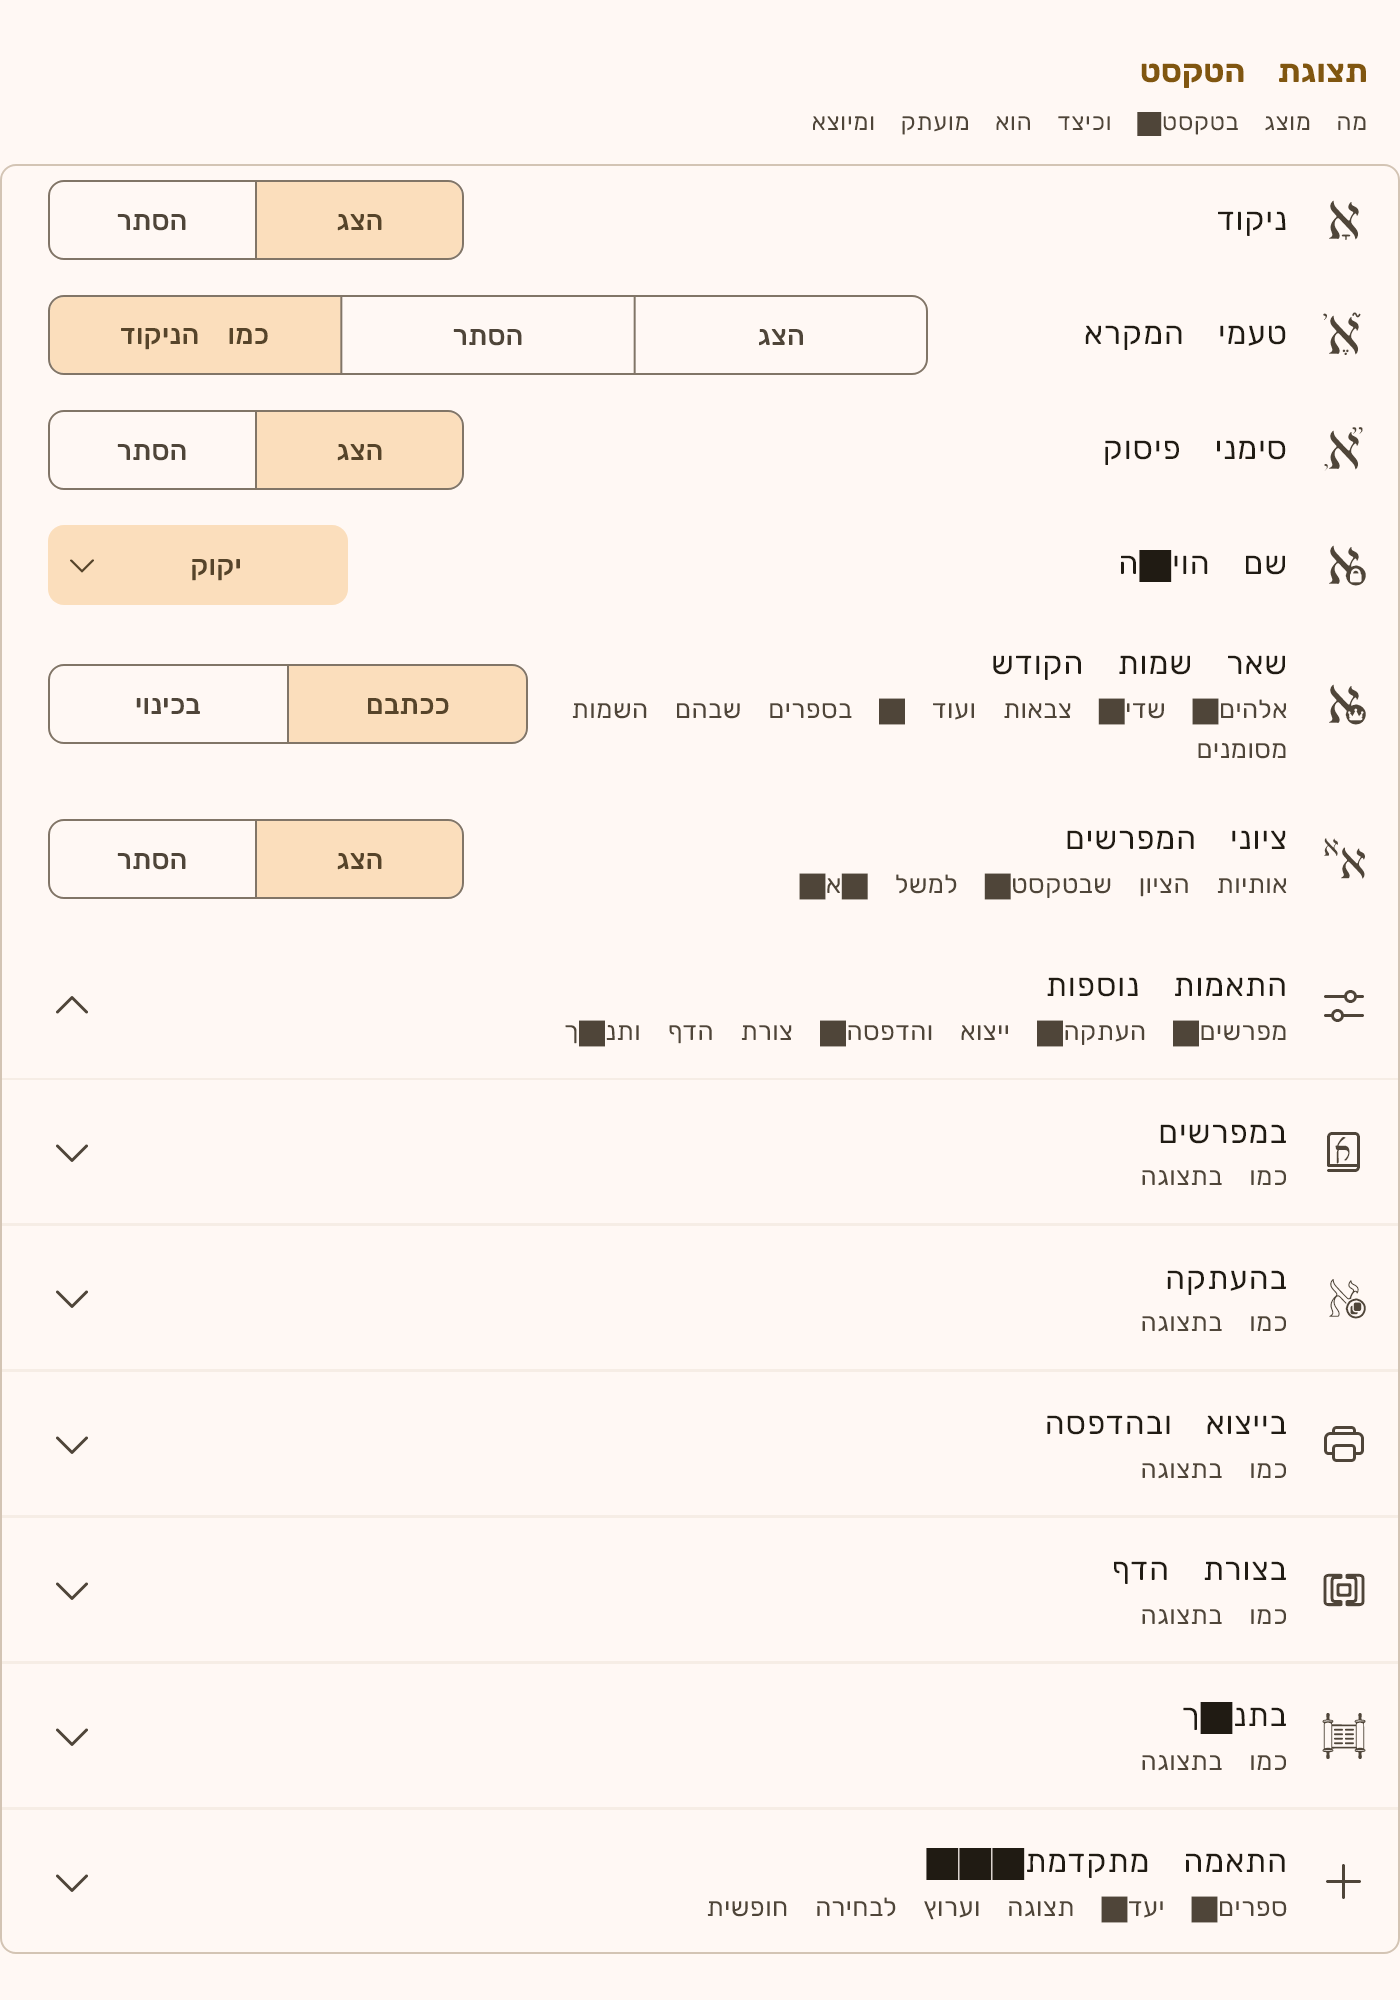 תצוגת הטקסט
מה מוצג בטקסט█ וכיצד הוא מועתק ומיוצא
ניקוד
הצג
הסתר
טעמי המקרא
הצג
הסתר
כמו הניקוד
סימני פיסוק
הצג
הסתר
שם הוי█ה
יקוק
שאר שמות הקודש
אלהים█ שדי█ צבאות ועוד █ בספרים שבהם השמות
מסומנים
ככתבם
בכינוי
ציוני המפרשים
אותיות הציון שבטקסט█ למשל █א█
הצג
הסתר
התאמות נוספות
מפרשים█ העתקה█ ייצוא והדפסה█ צורת הדף ותנ█ך
במפרשים
כמו בתצוגה
בהעתקה
כמו בתצוגה
בייצוא ובהדפסה
כמו בתצוגה
בצורת הדף
כמו בתצוגה
בתנ█ך
כמו בתצוגה
התאמה מתקדמת███
ספרים█ יעד█ תצוגה וערוץ לבחירה חופשית